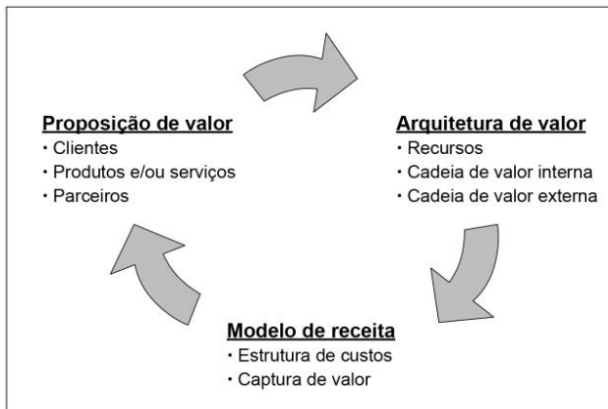 Proposição de valor
• Clientes
• Produtos e/ou serviços
• Parceiros
Arquitetura de valor
• Recursos
• Cadeia de valor interna
• Cadeia de valor externa
Modelo de receita
• Estrutura de custos
• Captura de valor